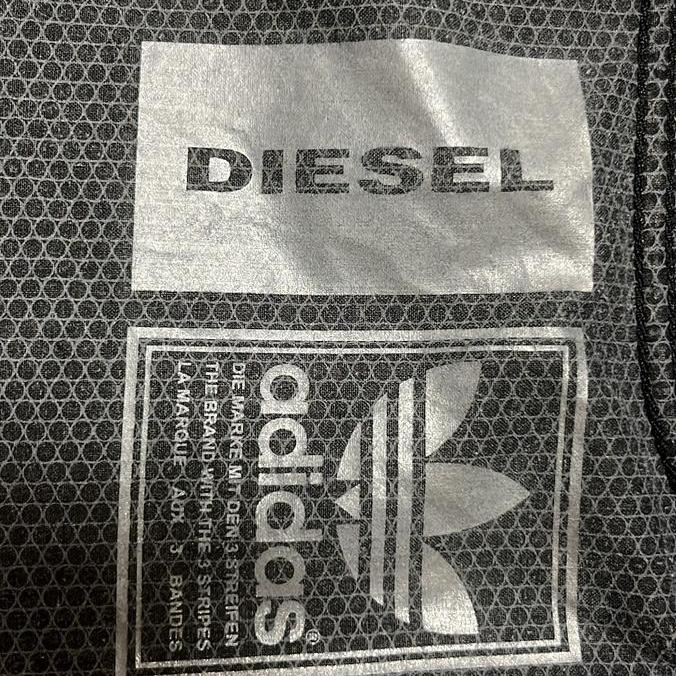 DIESEL
adidas®
DIE MARKE MIT DEN 3 STREIFEN
THE BRAND WITH THE 3 STRIPES
LA MARQUE AUX 3 BANDES